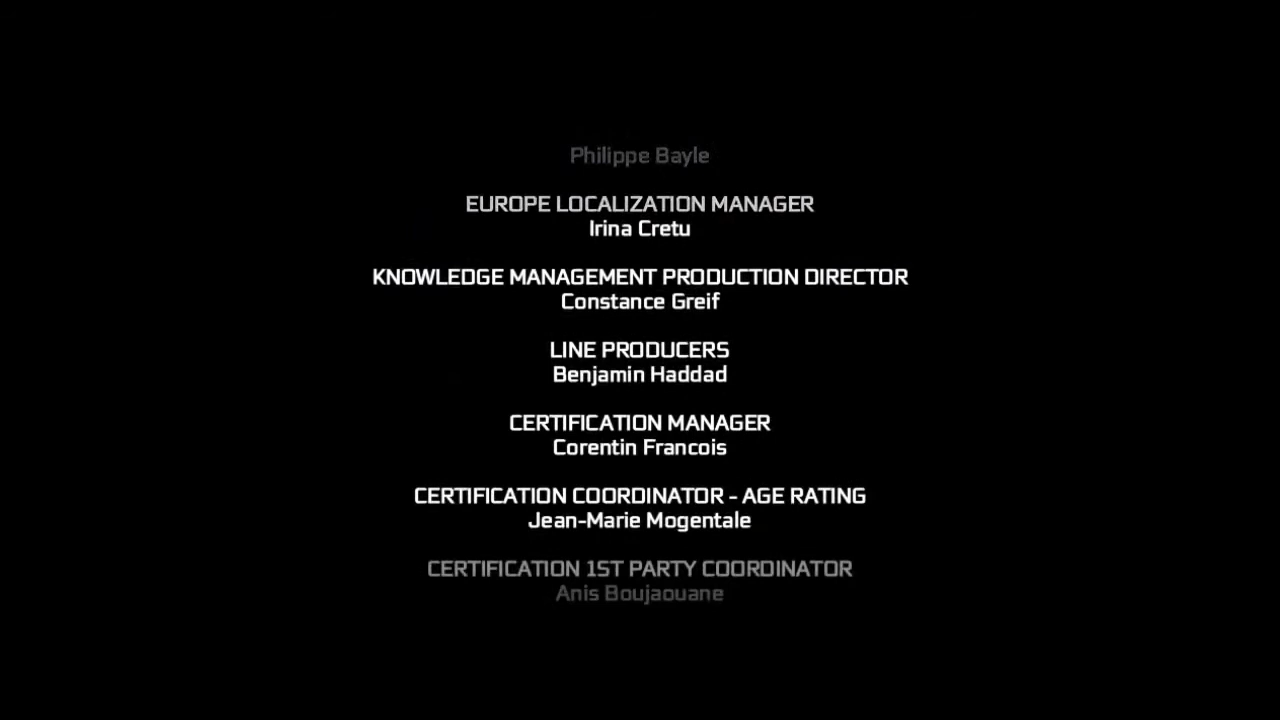 Philippe Bayle
EUROPE LOCALIZATION MANAGER
Irina Cretu
KNOWLEDGE MANAGEMENT PRODUCTION DIRECTOR
Constance Greif
LINE PRODUCERS
Benjamin Haddad
CERTIFICATION MANAGER
Corentin Francois
CERTIFICATION COORDINATOR - AGE RATING
Jean-Marie Mogentale
CERTIFICATION 1ST PARTY COORDINATOR
Anis Boujaouane